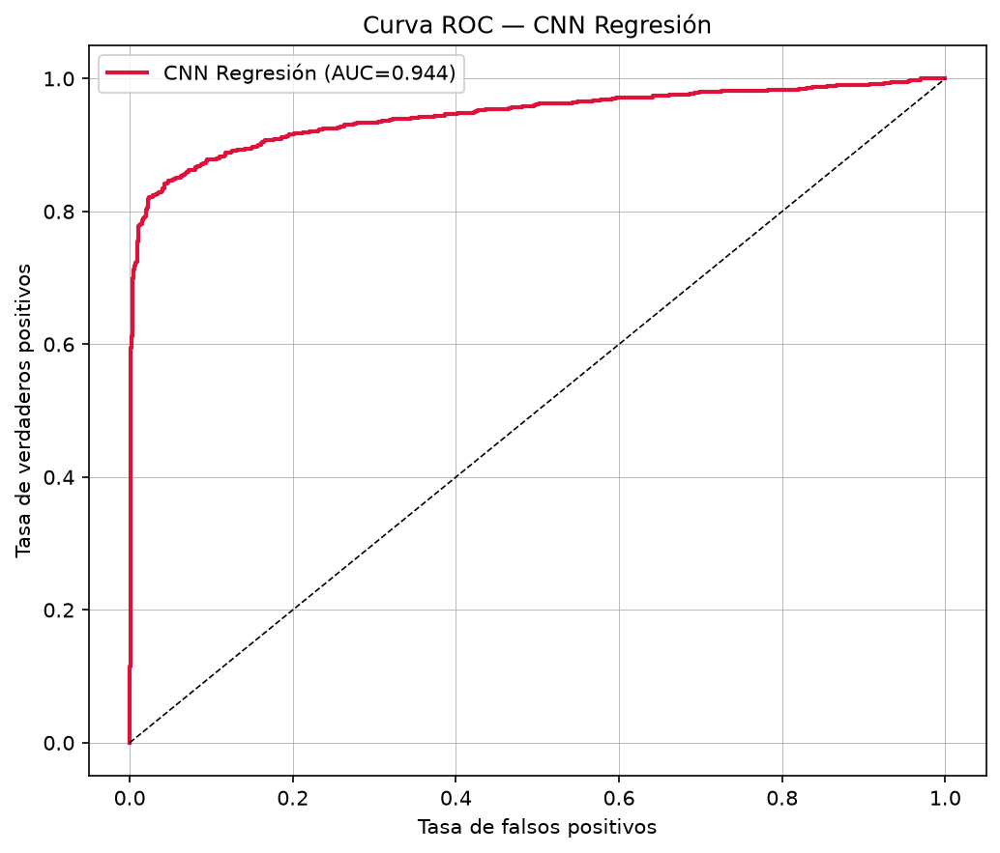 Curva ROC — CNN Regresión
CNN Regresión (AUC=0.944)
1.0
0.8
0.6
0.4
0.2
0.0
Tasa de verdaderos positivos
0.0 0.2 0.4 0.6 0.8 1.0
Tasa de falsos positivos